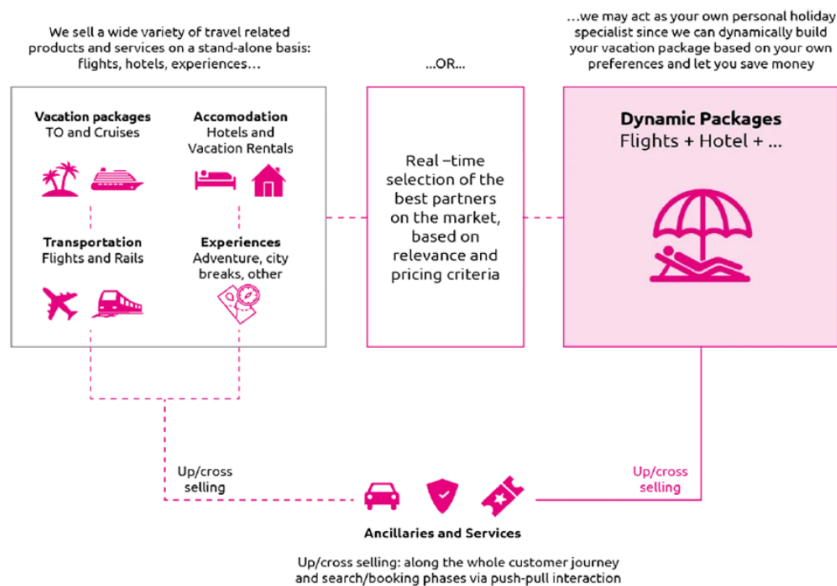 We sell a wide variety of travel related
products and services on a stand-alone basis:
flights, hotels, experiences…
...OR...
…we may act as your own personal holiday
specialist since we can dynamically build
your vacation package based on your own
preferences and let you save money
Vacation packages
TO and Cruises
Accomodation
Hotels and
Vacation Rentals
Transportation
Flights and Rails
Experiences
Adventure, city
breaks, other
Real –time
selection of the
best partners
on the market,
based on
relevance and
pricing criteria
Dynamic Packages
Flights + Hotel + ...
Up/cross
selling
Up/cross
selling
Ancillaries and Services
Up/cross selling: along the whole customer journey
and search/booking phases via push-pull interaction